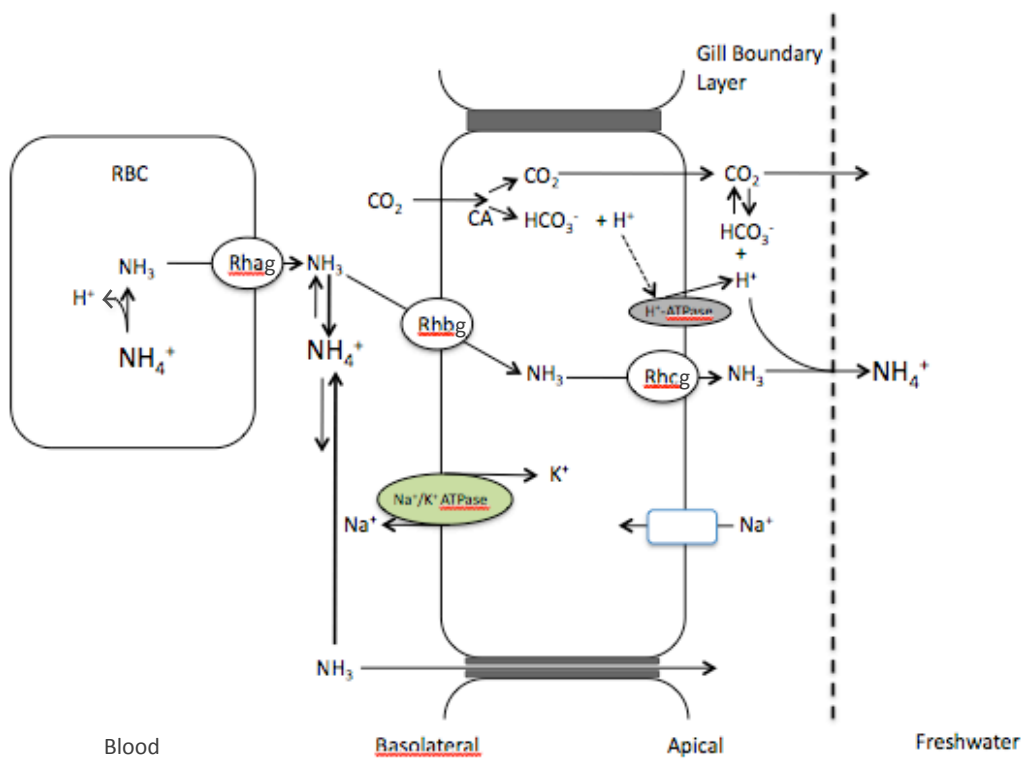 Gill Boundary
Layer
RBC
CO₂
CO₂
CO₂
CA
HCO₃⁻
+ H⁺
HCO₃⁻
+
H⁺
NH₃
Rhag
NH₃
H⁺
NH₄⁺
NH₄⁺
Rhbg
H⁺-ATPase
NH₃
Rhcg
NH₃
NH₄⁺
K⁺
Na⁺/K⁺ ATPase
Na⁺
Na⁺
NH₃
Blood
Basolateral
Apical
Freshwater